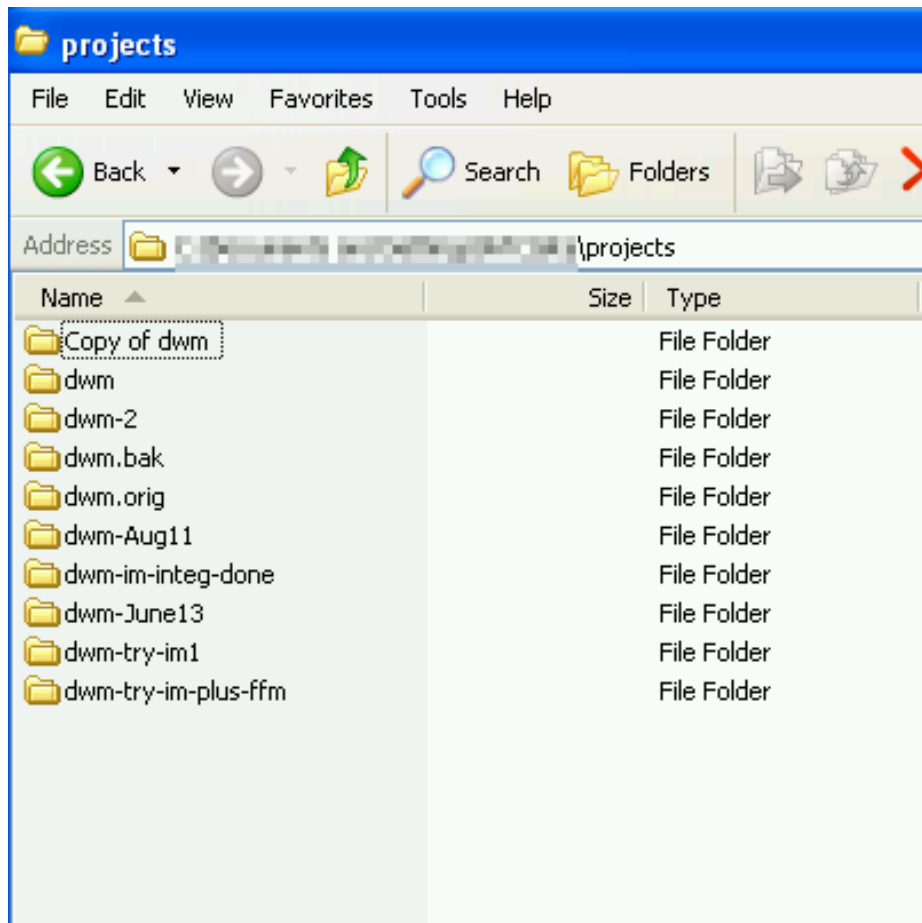 projects
File Edit View Favorites Tools Help
Back Search Folders
Address \projects
Name Size Type
Copy of dwm File Folder
dwm File Folder
dwm-2 File Folder
dwm.bak File Folder
dwm.orig File Folder
dwm-Aug11 File Folder
dwm-im-integ-done File Folder
dwm-June13 File Folder
dwm-try-im1 File Folder
dwm-try-im-plus-ffm File Folder